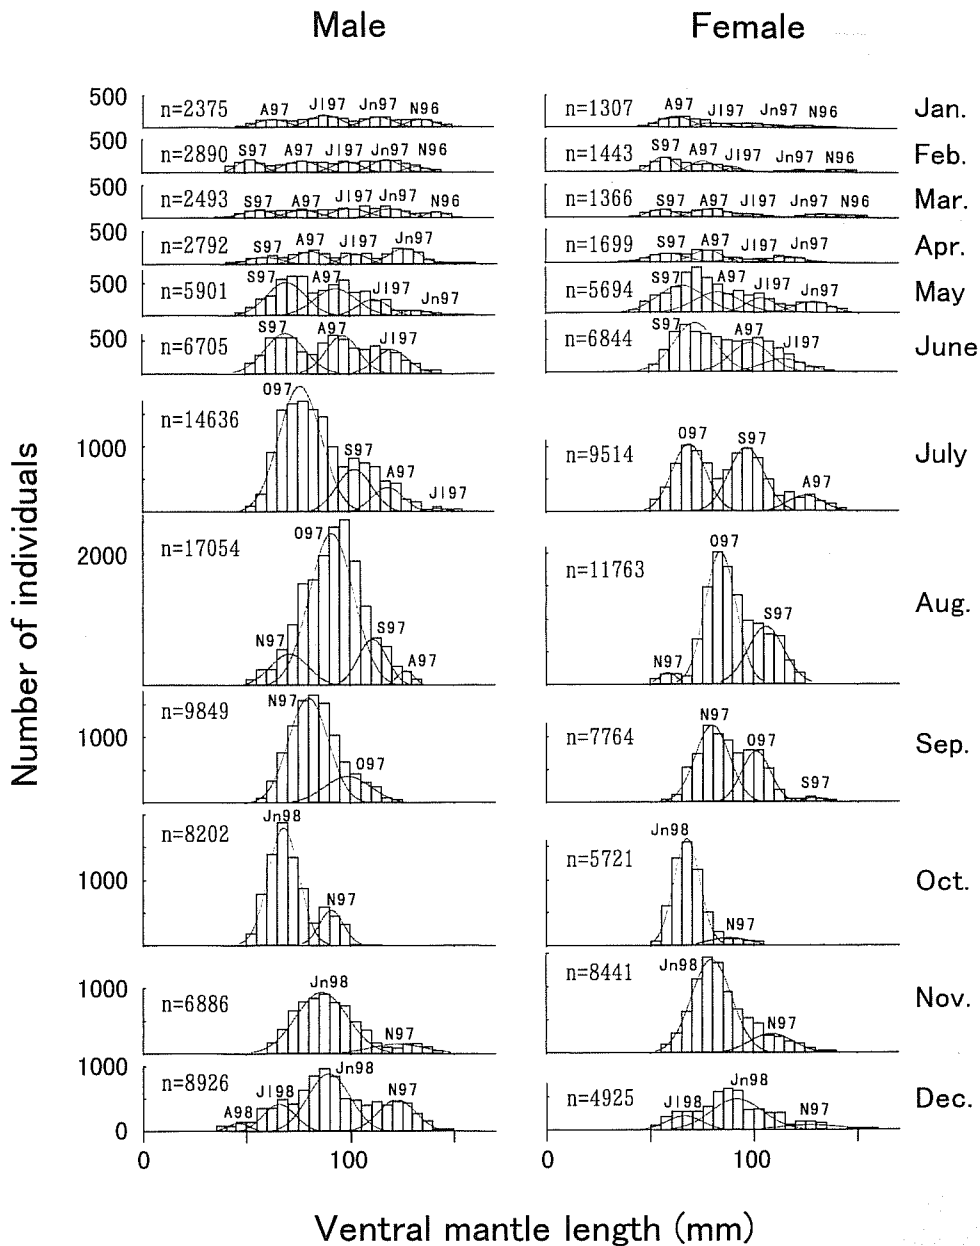 Male Female
500 n=2375 A97 Jl97 Jn97 N96 n=1307 A97 Jl97 Jn97 N96 Jan.
500 n=2890 S97 A97 Jl97 Jn97 N96 n=1443 S97 A97 Jl97 Jn97 N96 Feb.
500 n=2493 S97 A97 Jl97 Jn97 N96 n=1366 S97 A97 Jl97 Jn97 N96 Mar.
500 n=2792 S97 A97 Jl97 Jn97 n=1699 S97 A97 Jl97 Jn97 Apr.
500 n=5901 S97 A97 Jl97 Jn97 n=5694 S97 A97 Jl97 Jn97 May
500 n=6705 S97 A97 Jl97 n=6844 S97 A97 Jl97 June
1000 n=14636 O97 S97 A97 Jl97 n=9514 O97 S97 A97 July
2000 n=17054 N97 O97 S97 A97 n=11763 N97 O97 S97 Aug.
1000 n=9849 N97 O97 n=7764 N97 O97 S97 Sep.
1000 n=8202 Jn98 N97 n=5721 Jn98 N97 Oct.
1000 n=6886 Jn98 N97 n=8441 Jn98 N97 Nov.
1000 n=8926 A98 Jl98 Jn98 N97 n=4925 Jl98 Jn98 N97 Dec.
0
0 100 0 100
Number of individuals
Ventral mantle length (mm)